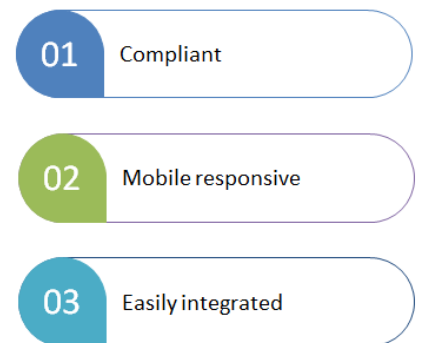 01 Compliant
02 Mobile responsive
03 Easily integrated